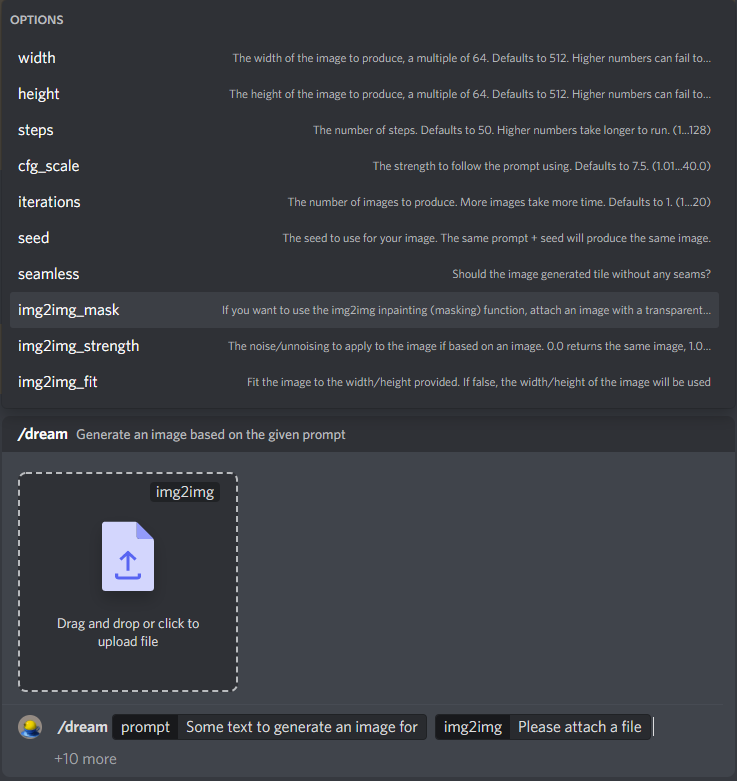 OPTIONS
width The width of the image to produce, a multiple of 64. Defaults to 512. Higher numbers can fail to...
height The height of the image to produce, a multiple of 64. Defaults to 512. Higher numbers can fail to...
steps The number of steps. Defaults to 50. Higher numbers take longer to run. (1...128)
cfg_scale The strength to follow the prompt using. Defaults to 7.5. (1.01...40.0)
iterations The number of images to produce. More images take more time. Defaults to 1. (1...20)
seed The seed to use for your image. The same prompt + seed will produce the same image.
seamless Should the image generated tile without any seams?
img2img_mask If you want to use the img2img inpainting (masking) function, attach an image with a transparent...
img2img_strength The noise/unnoising to apply to the image if based on an image. 0.0 returns the same image, 1.0...
img2img_fit Fit the image to the width/height provided. If false, the width/height of the image will be used
/dream Generate an image based on the given prompt
img2img
Drag and drop or click to
upload file
/dream prompt Some text to generate an image for img2img Please attach a file
+10 more